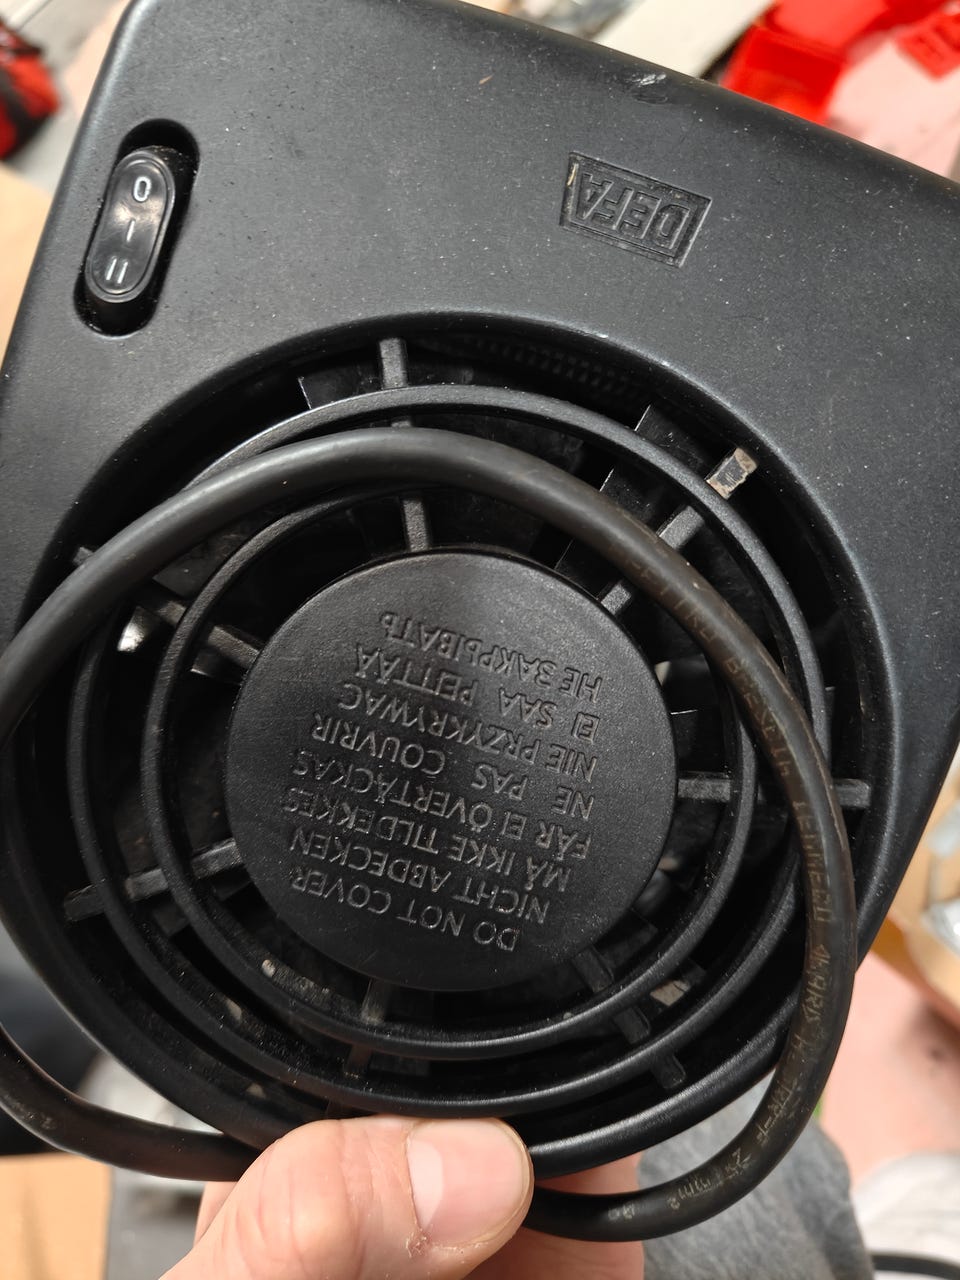 DO NOT COVER
NICHT ABDECKEN
MÅ IKKE TILDEKKES
FÅR EI ÖVERTÄCKAS
NE PAS COUVRIR
NIE PRZYKRYWAC
EI SAA PEITTÄÄ
НЕ ЗАКРЫВАТЬ
DEFA
0
I
II